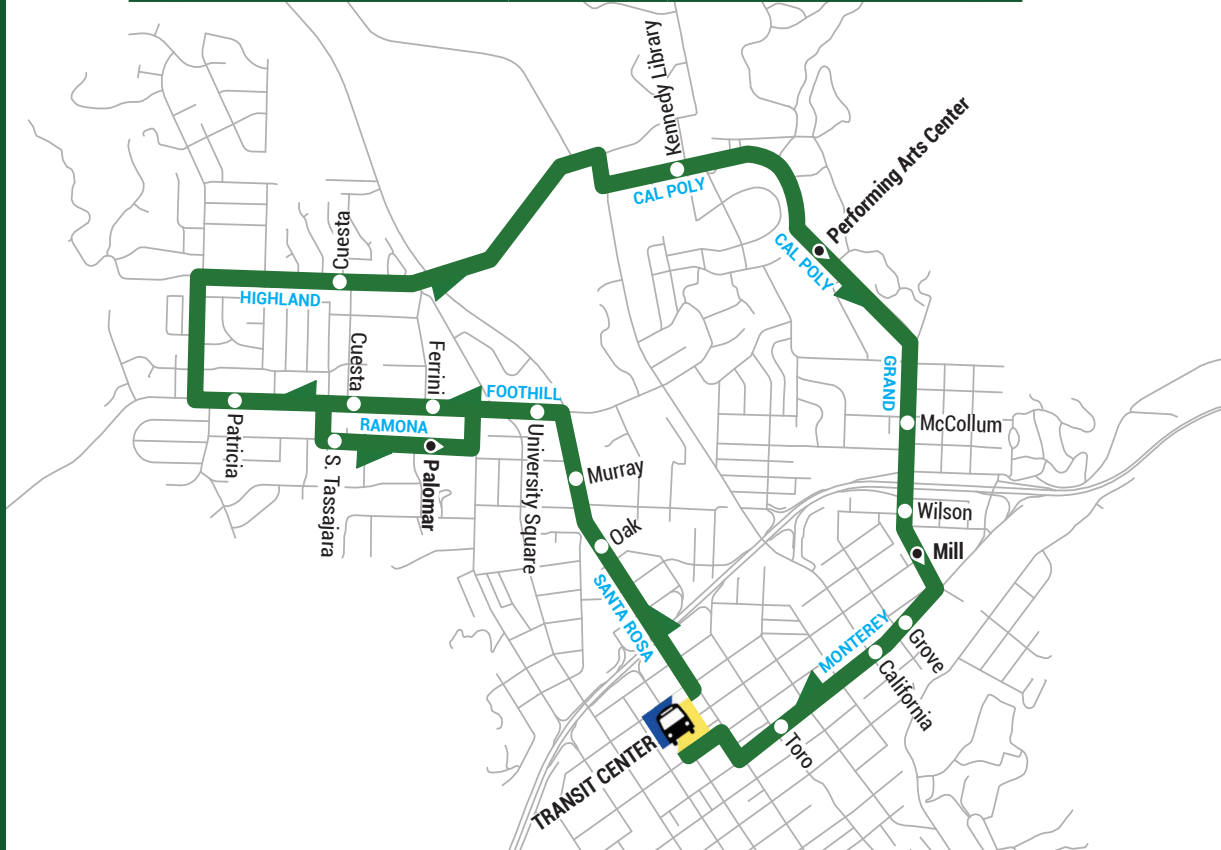 Kennedy Library
CAL POLY
Performing Arts Center
CAL POLY
Cuesta
HIGHLAND
GRAND
Cuesta
Ferrini
FOOTHILL
RAMONA
Patricia
S. Tassajara
Palomar
University Square
McCollum
Murray
Wilson
Oak
Mill
SANTA ROSA
MONTEREY
Grove
California
Toro
TRANSIT CENTER